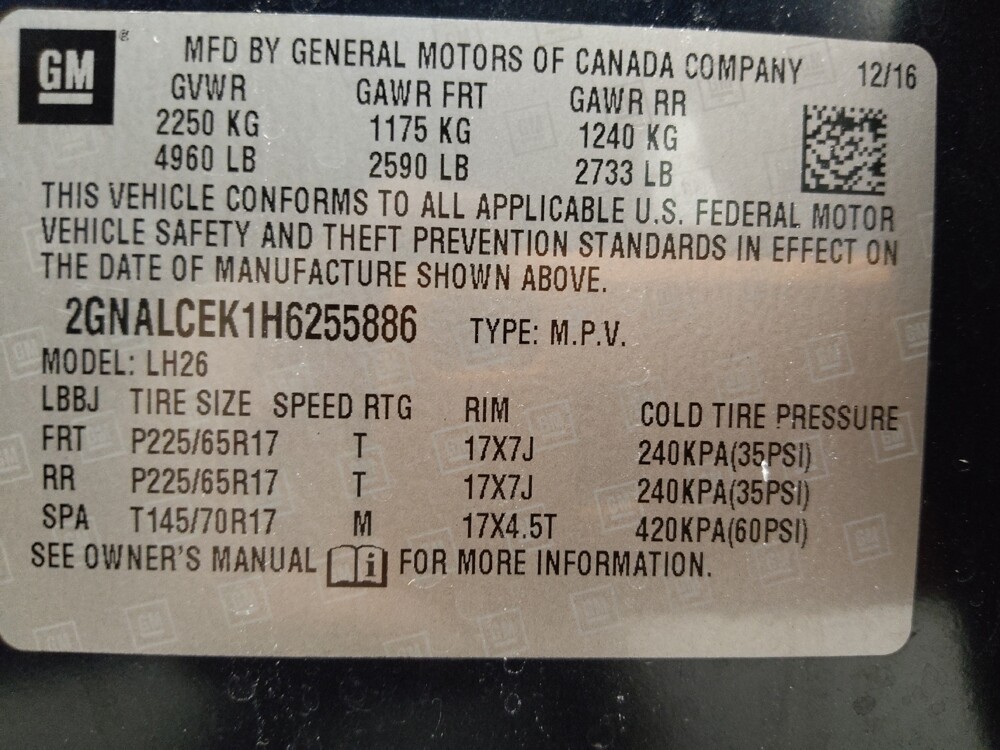 GM ® MFD BY GENERAL MOTORS OF CANADA COMPANY 12/16
GVWR GAWR FRT GAWR RR
2250 KG 1175 KG 1240 KG
4960 LB 2590 LB 2733 LB
THIS VEHICLE CONFORMS TO ALL APPLICABLE U.S. FEDERAL MOTOR
VEHICLE SAFETY AND THEFT PREVENTION STANDARDS IN EFFECT ON
THE DATE OF MANUFACTURE SHOWN ABOVE.
2GNALCEK1H6255886 TYPE: M.P.V.
MODEL: LH26
LBBJ TIRE SIZE SPEED RTG RIM COLD TIRE PRESSURE
FRT P225/65R17 T 17X7J 240KPA(35PSI)
RR P225/65R17 T 17X7J 240KPA(35PSI)
SPA T145/70R17 M 17X4.5T 420KPA(60PSI)
SEE OWNER'S MANUAL i FOR MORE INFORMATION.